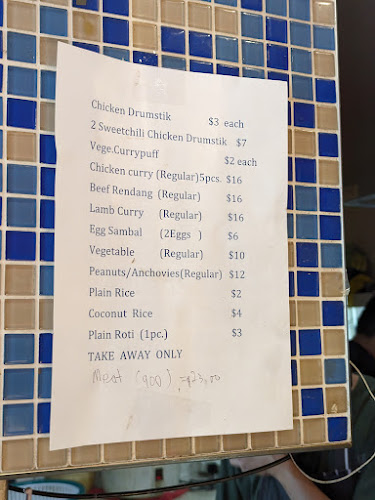 Chicken Drumstik $3 each
2 Sweetchili Chicken Drumstik $7
Vege.Currypuff $2 each
Chicken curry (Regular)5pcs. $16
Beef Rendang (Regular) $16
Lamb Curry (Regular) $16
Egg Sambal (2Eggs ) $6
Vegetable (Regular) $10
Peanuts/Anchovies(Regular) $12
Plain Rice $2
Coconut Rice $4
Plain Roti (1pc.) $3
TAKE AWAY ONLY
Meat (900)